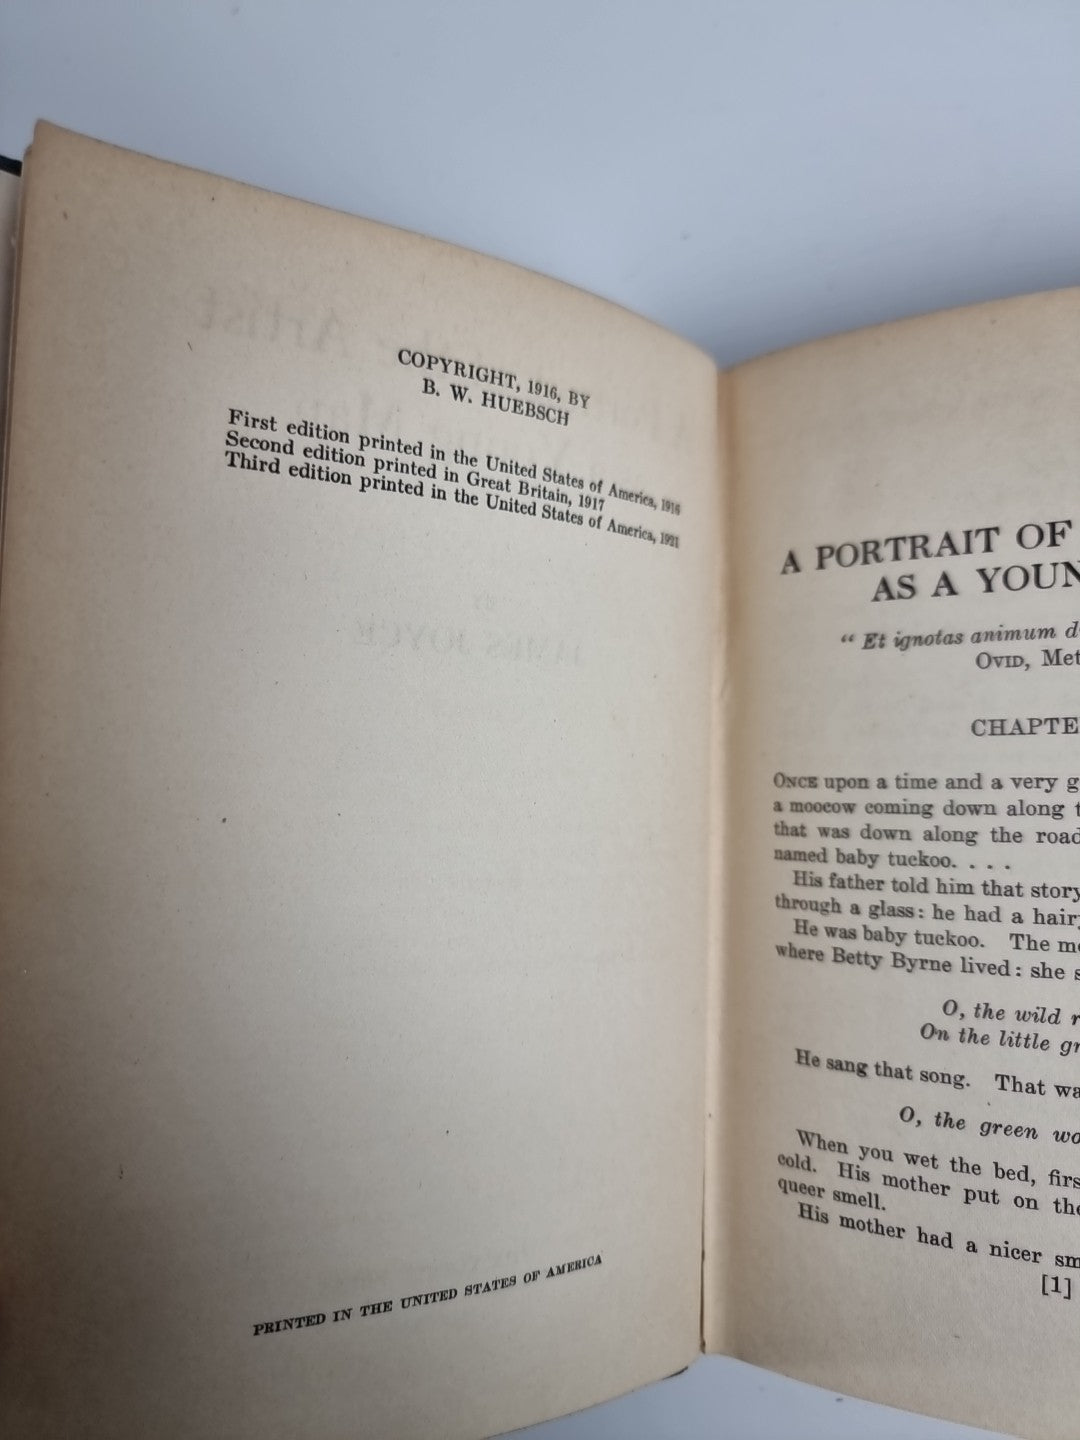 COPYRIGHT, 1916, BY
B. W. HUEBSCH
First edition printed in the United States of America, 1916
Second edition printed in Great Britain, 1917
Third edition printed in the United States of America, 1921
PRINTED IN THE UNITED STATES OF AMERICA
A PORTRAIT OF
AS A YOUN
“ Et ignotas animum d
OVID, Met
CHAPTE
ONCE upon a time and a very g
a moocow coming down along t
that was down along the road
named baby tuckoo. . . .
His father told him that story
through a glass: he had a hairy
He was baby tuckoo. The mo
where Betty Byrne lived: she s
O, the wild r
On the little gr
He sang that song. That wa
O, the green wo
When you wet the bed, firs
cold. His mother put on the
queer smell.
His mother had a nicer sm
[1]